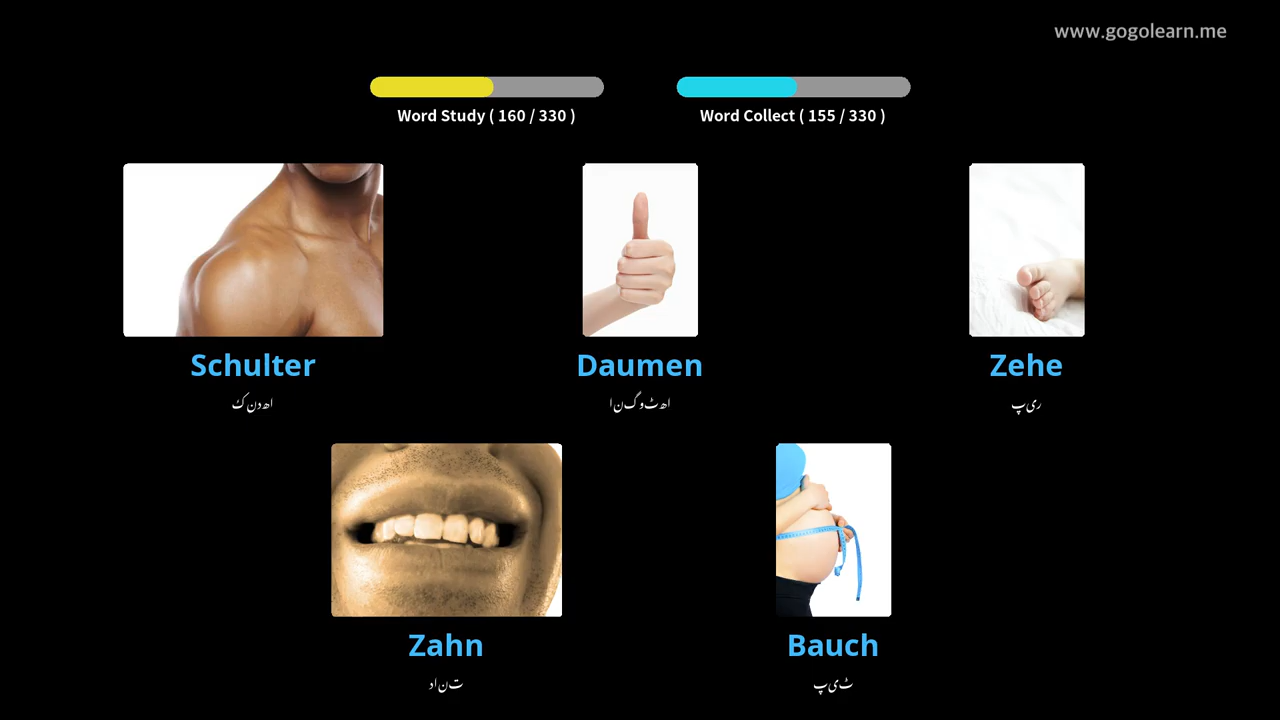 www.gogolearn.me
Word Study ( 160 / 330 )
Word Collect ( 155 / 330 )
Schulter
کندھا
Daumen
انگوٹھا
Zehe
پیر
Zahn
دانت
Bauch
پیٹ